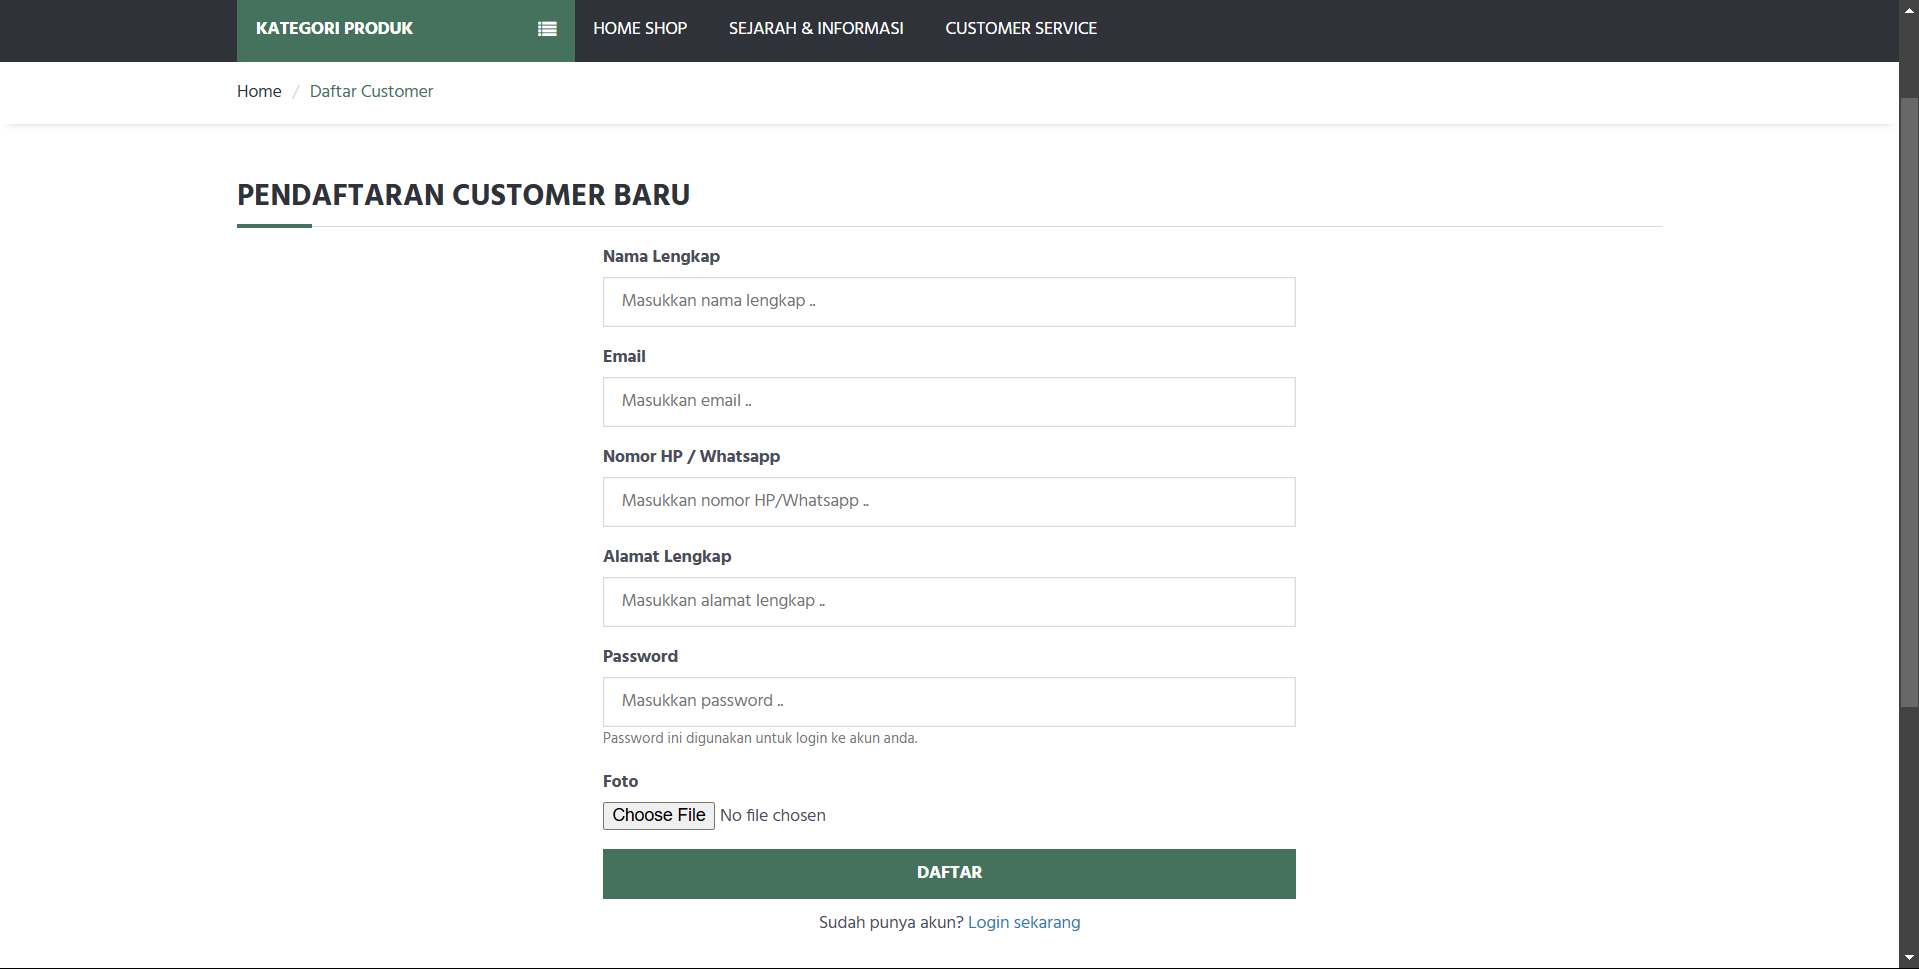 KATEGORI PRODUK HOME SHOP SEJARAH & INFORMASI CUSTOMER SERVICE
Home / Daftar Customer
PENDAFTARAN CUSTOMER BARU
Nama Lengkap
Masukkan nama lengkap ..
Email
Masukkan email ..
Nomor HP / Whatsapp
Masukkan nomor HP/Whatsapp ..
Alamat Lengkap
Masukkan alamat lengkap ..
Password
Masukkan password ..
Password ini digunakan untuk login ke akun anda.
Foto
Choose File No file chosen
DAFTAR
Sudah punya akun? Login sekarang